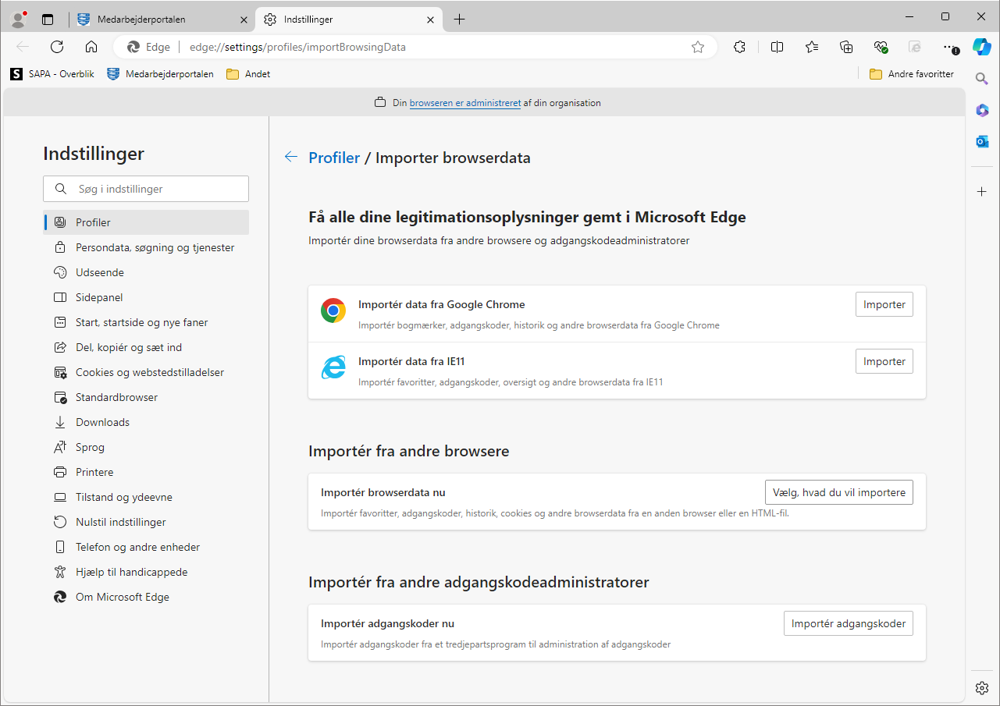 Medarbejderportalen
Indstillinger
Edge
edge://settings/profiles/importBrowsingData
S SAPA - Overblik
Medarbejderportalen
Andet
Andre favoritter
Din browseren er administreret af din organisation
Indstillinger
Søg i indstillinger
Profiler
Persondata, søgning og tjenester
Udseende
Sidepanel
Start, startside og nye faner
Del, kopiér og sæt ind
Cookies og webstedstilladelser
Standardbrowser
Downloads
Sprog
Printere
Tilstand og ydeevne
Nulstil indstillinger
Telefon og andre enheder
Hjælp til handicappede
Om Microsoft Edge
Profiler / Importer browserdata
Få alle dine legitimationsoplysninger gemt i Microsoft Edge
Importér dine browserdata fra andre browsere og adgangskodeadministratorer
Importér data fra Google Chrome
Importer
Importér bogmærker, adgangskoder, historik og andre browserdata fra Google Chrome
Importér data fra IE11
Importer
Importér favoritter, adgangskoder, oversigt og andre browserdata fra IE11
Importér fra andre browsere
Importér browserdata nu
Vælg, hvad du vil importere
Importér favoritter, adgangskoder, historik, cookies og andre browserdata fra en anden browser eller en HTML-fil.
Importér fra andre adgangskodeadministratorer
Importér adgangskoder nu
Importér adgangskoder
Importér adgangskoder fra et tredjepartsprogram til administration af adgangskoder